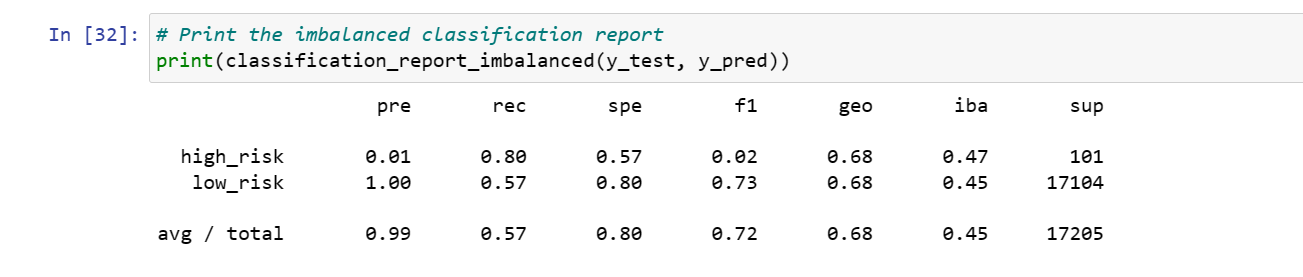 In [32]: # Print the imbalanced classification report
print(classification_report_imbalanced(y_test, y_pred))
pre rec spe f1 geo iba sup
high_risk 0.01 0.80 0.57 0.02 0.68 0.47 101
low_risk 1.00 0.57 0.80 0.73 0.68 0.45 17104
avg / total 0.99 0.57 0.80 0.72 0.68 0.45 17205